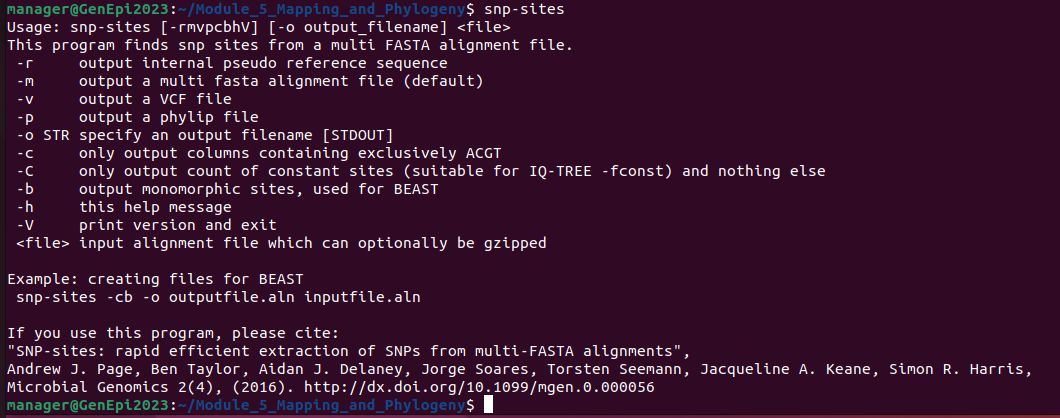 manager@GenEpi2023:~/Module_5_Mapping_and_Phylogeny$ snp-sites
Usage: snp-sites [-rmvpcbhV] [-o output_filename] <file>
This program finds snp sites from a multi FASTA alignment file.
 -r     output internal pseudo reference sequence
 -m     output a multi fasta alignment file (default)
 -v     output a VCF file
 -p     output a phylip file
 -o STR specify an output filename [STDOUT]
 -c     only output columns containing exclusively ACGT
 -C     only output count of constant sites (suitable for IQ-TREE -fconst) and nothing else
 -b     output monomorphic sites, used for BEAST
 -h     this help message
 -V     print version and exit
 <file> input alignment file which can optionally be gzipped

Example: creating files for BEAST
 snp-sites -cb -o outputfile.aln inputfile.aln

If you use this program, please cite:
"SNP-sites: rapid efficient extraction of SNPs from multi-FASTA alignments",
Andrew J. Page, Ben Taylor, Aidan J. Delaney, Jorge Soares, Torsten Seemann, Jacqueline A. Keane, Simon R. Harris,
Microbial Genomics 2(4), (2016). http://dx.doi.org/10.1099/mgen.0.000056
manager@GenEpi2023:~/Module_5_Mapping_and_Phylogeny$